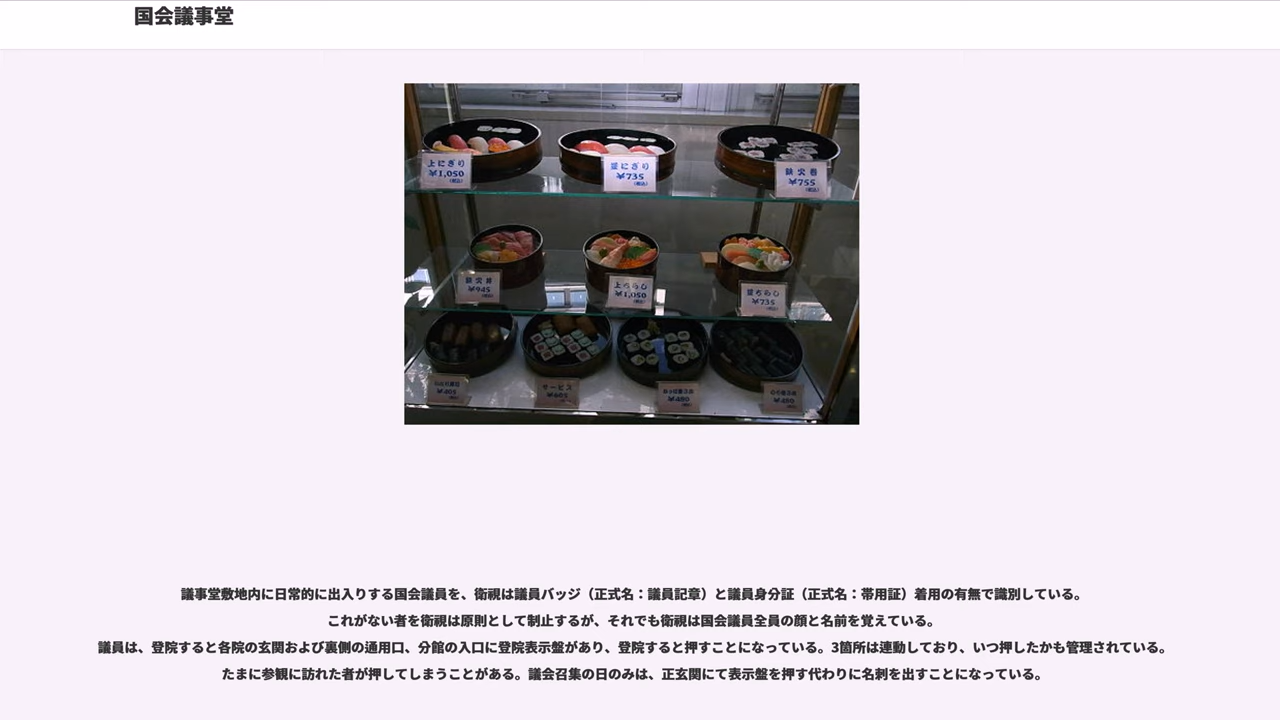 国会議事堂
上にぎり
¥1,050
(税込)
並にぎり
¥735
(税込)
鉄火巻
¥755
(税込)
鉄火丼
¥945
(税込)
上ちらし
¥1,050
(税込)
並ちらし
¥735
(税込)
サービス
議事堂敷地内に日常的に出入りする国会議員を、衛視は議員バッジ（正式名：議員記章）と議員身分証（正式名：帯用証）着用の有無で識別している。
これがない者を衛視は原則として制止するが、それでも衛視は国会議員全員の顔と名前を覚えている。
議員は、登院すると各院の玄関および裏側の通用口、分館の入口に登院表示盤があり、登院すると押すことになっている。3箇所は連動しており、いつ押したかも管理されている。
たまに参観に訪れた者が押してしまうことがある。議会召集の日のみは、正玄関にて表示盤を押す代わりに名刺を出すことになっている。